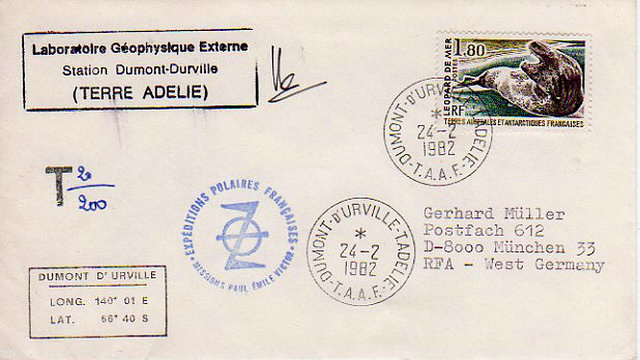 Laboratoire Géophysique Externe
Station Dumont-Durville
(TERRE ADELIE)
LEOPARD DE MER
1,80
POSTES
RF
TERRES AUSTRALES ET ANTARCTIQUES FRANÇAISES
DUMONT-D'URVILLE-T.ADELIE-
*
24-2
1982
-T.A.A.F.-
T 20/200
EXPÉDITIONS POLAIRES FRANÇAISES
MISSIONS PAUL EMILE VICTOR
DUMONT-D'URVILLE-T.ADELIE-
*
24-2
1982
-T.A.A.F.-
Gerhard Müller
Postfach 612
D-8000 München 33
RFA - West Germany
DUMONT D'URVILLE
LONG. 140° 01 E
LAT. 66° 40 S